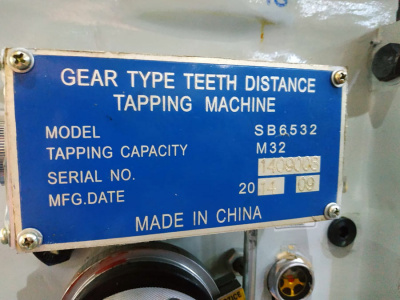 GEAR TYPE TEETH DISTANCE
TAPPING MACHINE
MODEL SB6532
TAPPING CAPACITY M32
SERIAL NO. 1409006
MFG.DATE 2014 09
MADE IN CHINA